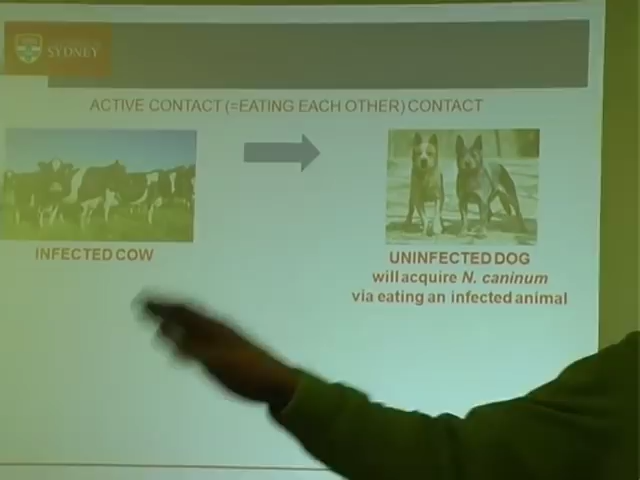 SYDNEY
ACTIVE CONTACT (=EATING EACH OTHER) CONTACT
INFECTED COW
UNINFECTED DOG
will acquire N. caninum
via eating an infected animal